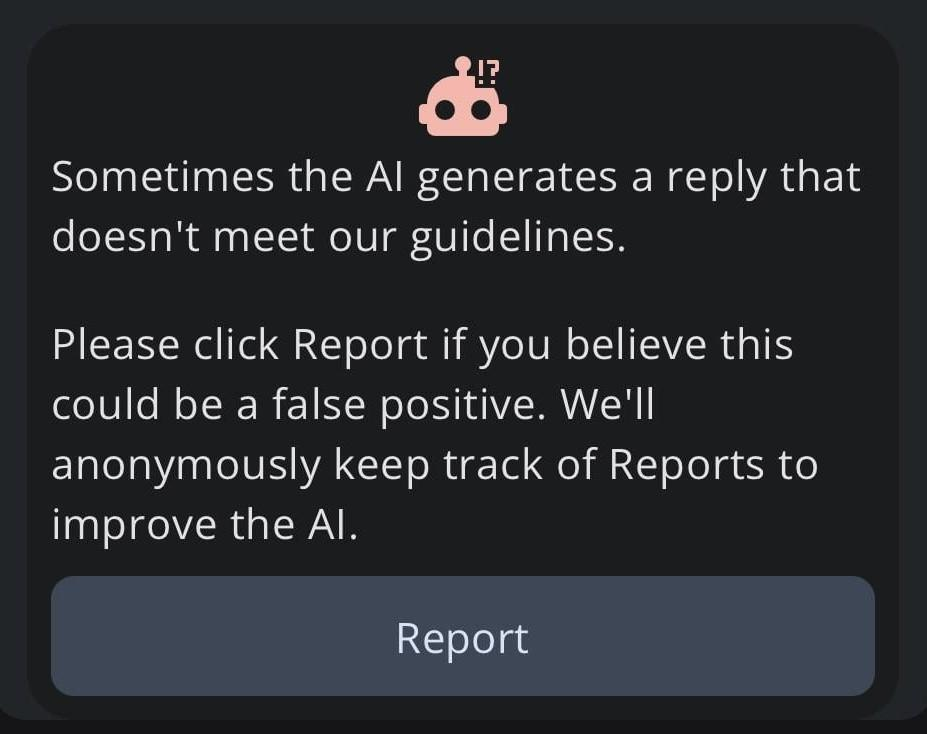 !?
Sometimes the AI generates a reply that
doesn't meet our guidelines.
Please click Report if you believe this
could be a false positive. We'll
anonymously keep track of Reports to
improve the AI.
Report